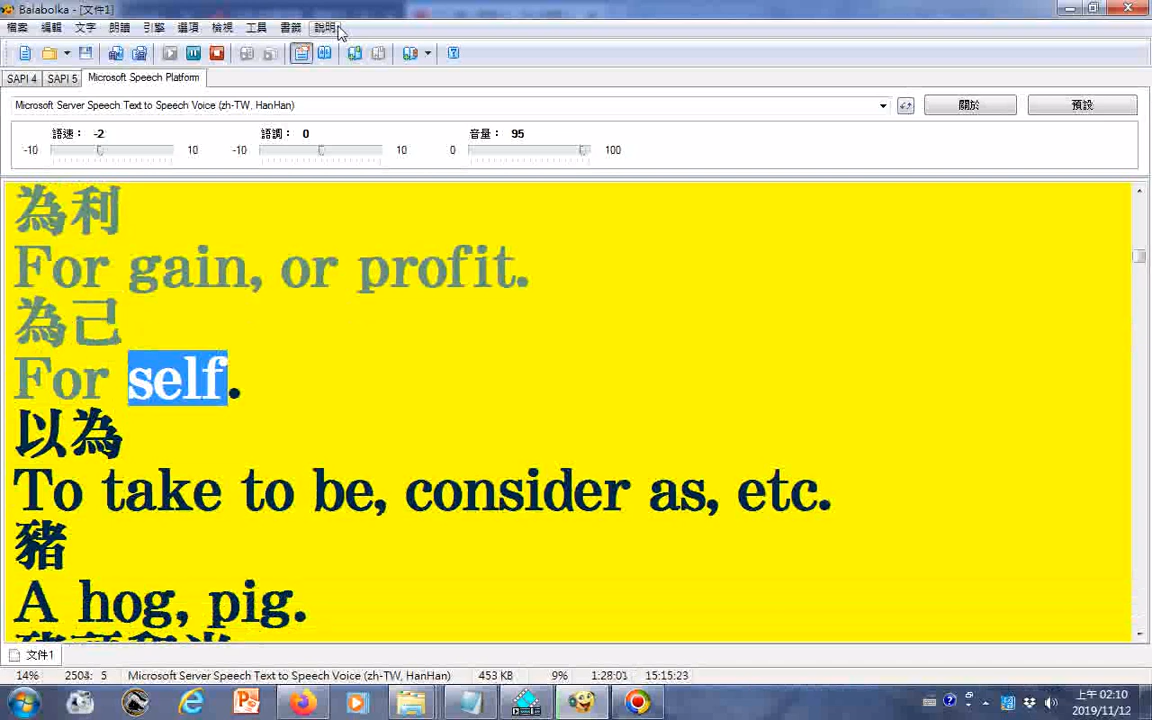 Balabolka - [文件1]
檔案 編輯 文字 朗讀 引擎 選項 檢視 工具 書籤 說明
SAPI 4 SAPI 5 Microsoft Speech Platform
Microsoft Server Speech Text to Speech Voice (zh-TW, HanHan) 關於 預設
語速： -2 語調： 0 音量： 95
-10 10 -10 10 0 100
為利
For gain, or profit.
為己
For self.
以為
To take to be, consider as, etc.
豬
A hog, pig.
文件1
14% 2504: 5 Microsoft Server Speech Text to Speech Voice (zh-TW, HanHan) 453 KB 9% 1:28:01 15:15:23
上午 02:10
2019/11/12